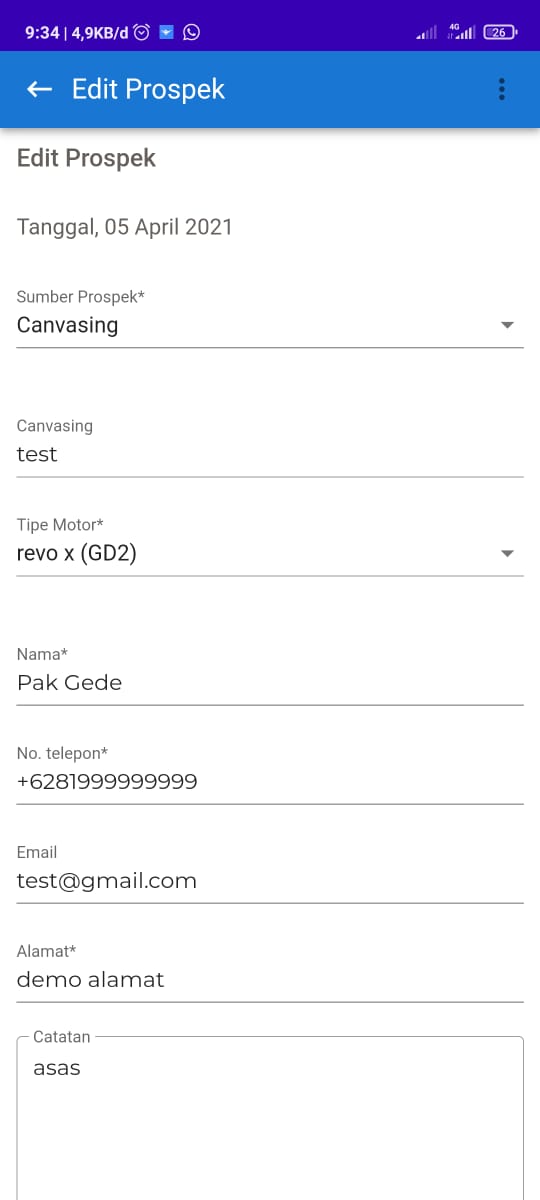 9:34 | 4,9KB/d
4G
26
Edit Prospek
Edit Prospek
Tanggal, 05 April 2021
Sumber Prospek*
Canvasing
Canvasing
test
Tipe Motor*
revo x (GD2)
Nama*
Pak Gede
No. telepon*
+6281999999999
Email
test@gmail.com
Alamat*
demo alamat
Catatan
asas